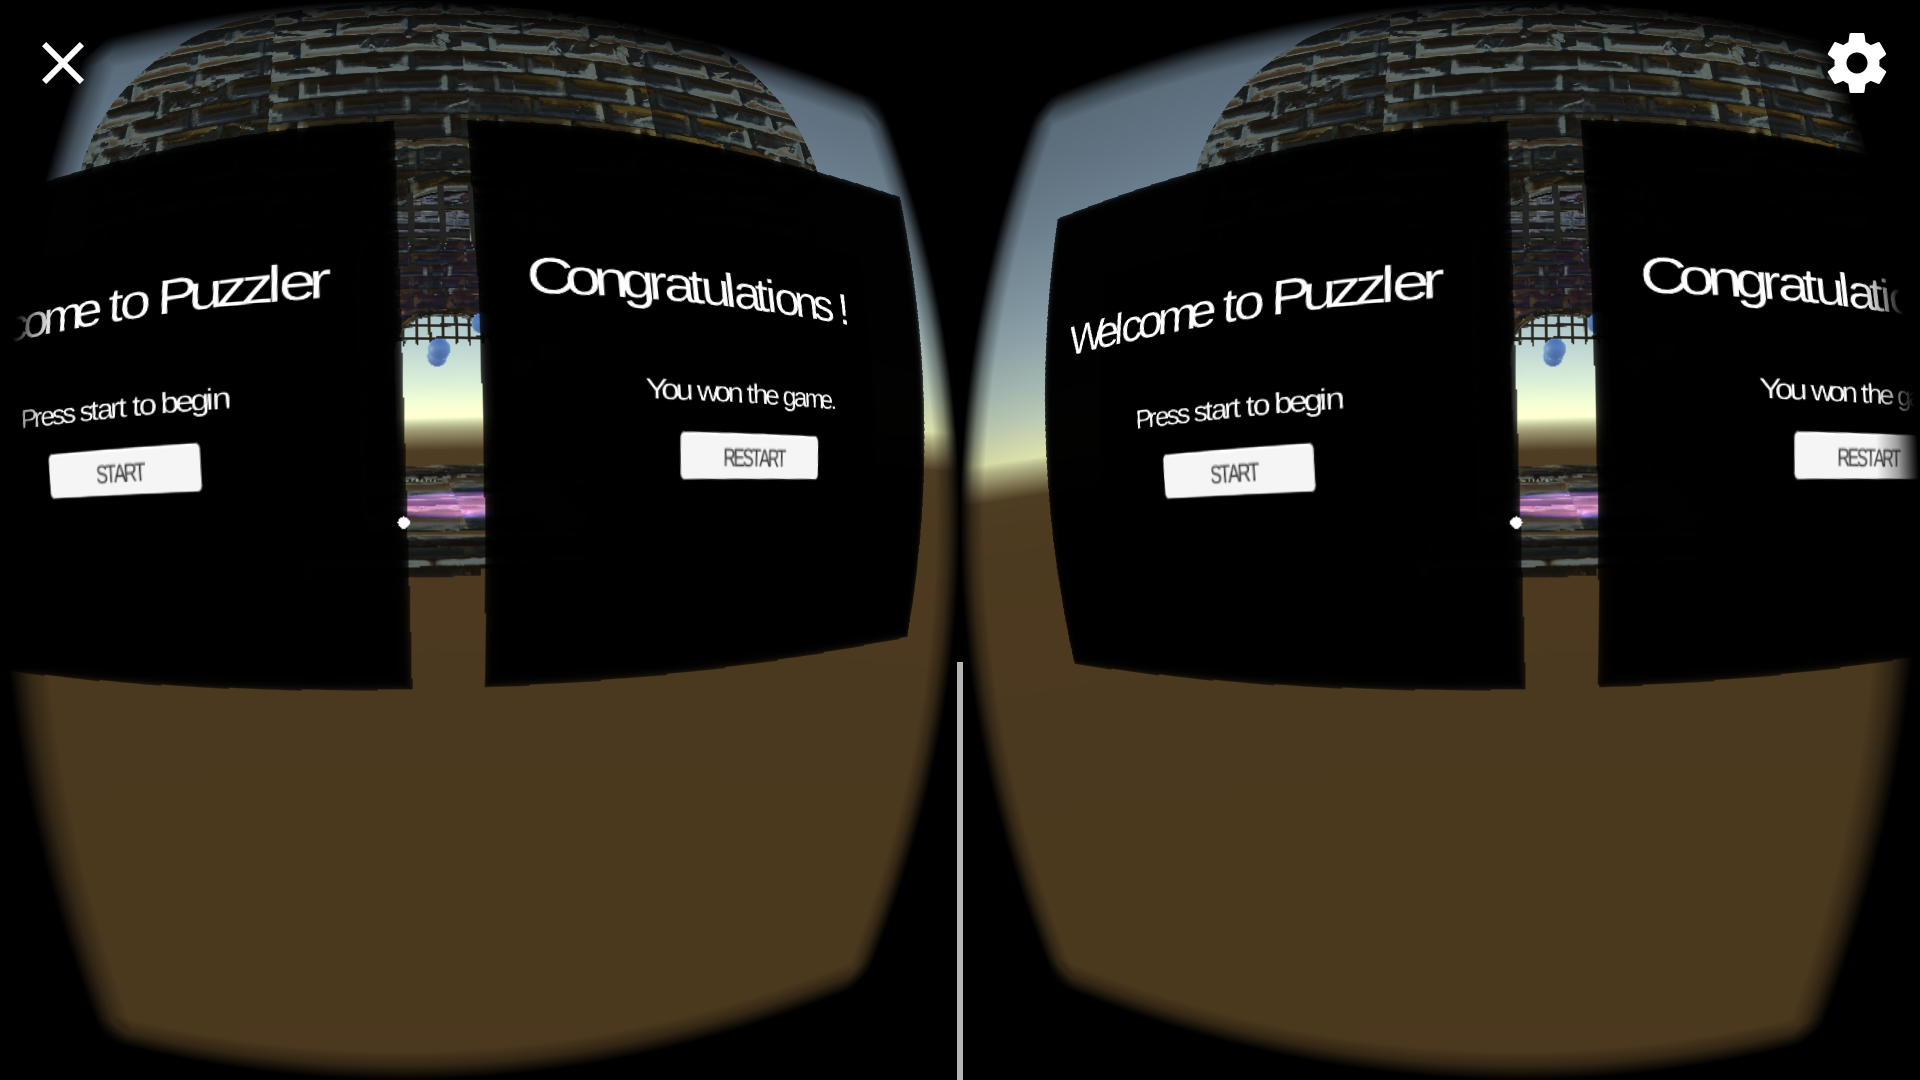 ome to Puzzler
Press start to begin
START
Congratulations !
You won the game.
RESTART
Welcome to Puzzler
Press start to begin
START
Congratulati
You won the g
RESTART